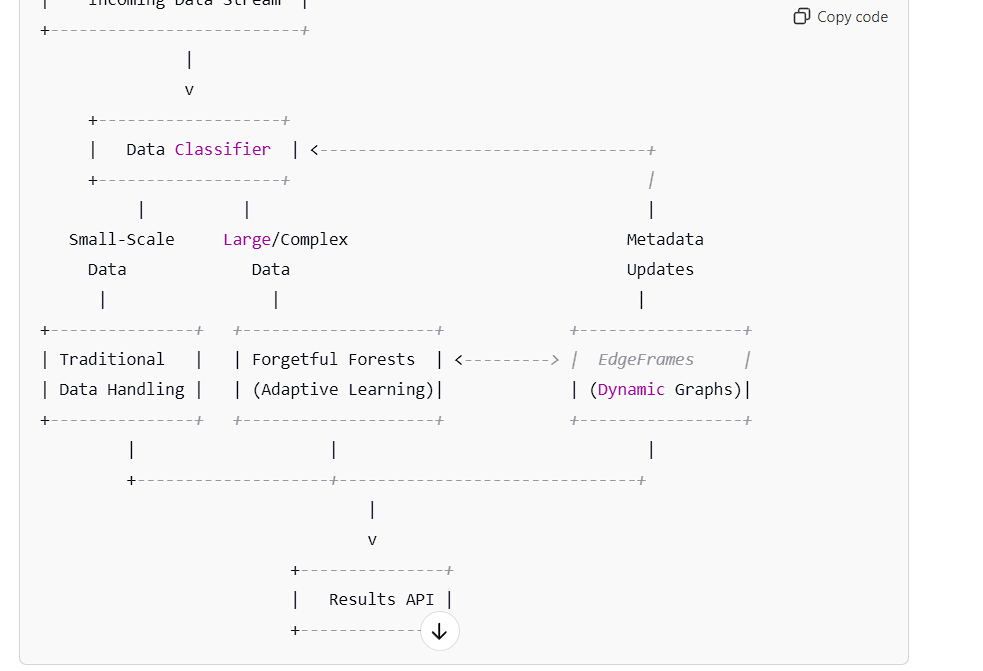 |    Incoming Data Stream  |
+--------------------------+
               |
               v
     +-------------------+
     |   Data Classifier  | <----------------------------------+
     +-------------------+                                     /
          |          |                                         |
   Small-Scale     Large/Complex                             Metadata
     Data             Data                                   Updates
      |                 |                                     |
+---------------+   +--------------------+             +-----------------+
| Traditional   |   | Forgetful Forests  | <---------> |  EdgeFrames     |
| Data Handling |   | (Adaptive Learning)|             | (Dynamic Graphs)|
+---------------+   +--------------------+             +-----------------+
         |                    |                                |
         +--------------------+-------------------------------+
                                  |
                                  v
                          +---------------+
                          |   Results API |
                          +-------------
Copy code